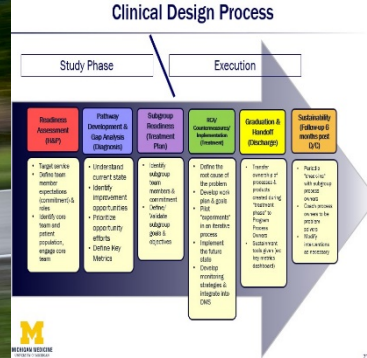 Clinical Design Process
Study Phase
Execution
Readiness
Assessment
(H&P)
• Target service
• Define team
member
expectations
(commitment) &
roles
• Identify core
team and
patient
population,
engage core
team
Pathway
Development &
Gap Analysis
(Diagnosis)
• Understand
current state
• Identify
improvement
opportunities
• Prioritize
opportunity
efforts
• Define Key
Metrics
Subgroup
Readiness
(Treatment
Plan)
• Identify
subgroup
team
members &
commitment
• Define/
Validate
subgroup
goals &
objectives
Countermeasures/
Implementation
(Treatment)
• Define the
root cause of
the problem
• Develop work
plan & goals
• Pilot
"experiments"
in an iterative
process
• Implement
the future
state
• Develop
monitoring
strategies &
integrate into
Graduation &
Handoff
(Discharge)
• Transfer
ownership of
processes &
products
created during
"treatment
phase" to
Program
Process
Owners
• Sustainment
tools given (ex:
key metrics
dashboard)
Sustainability
(Follow-up 6
months post
• Periodic
with subgroup
process
owners
• Coach process
owners to be
problem
solvers
• Modify
interventions
as necessary
M
MICHIGAN MEDICINE
UNIVERSITY OF MICHIGAN